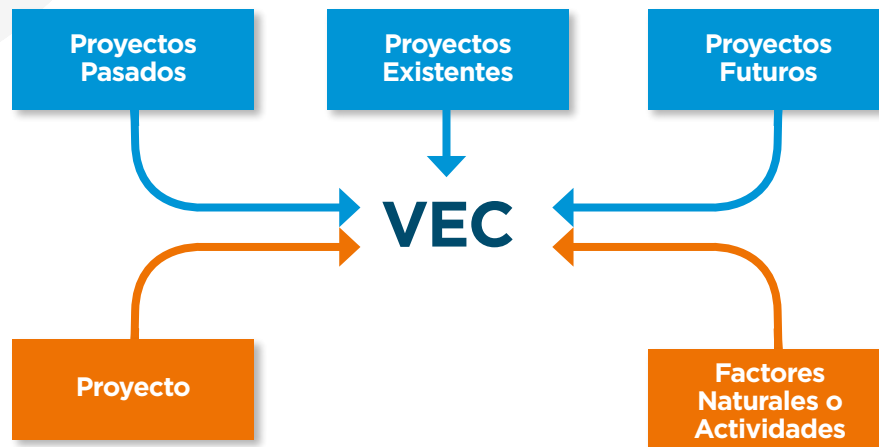 Proyectos
Pasados
Proyectos
Existentes
Proyectos
Futuros
VEC
Proyecto
Factores
Naturales o
Actividades